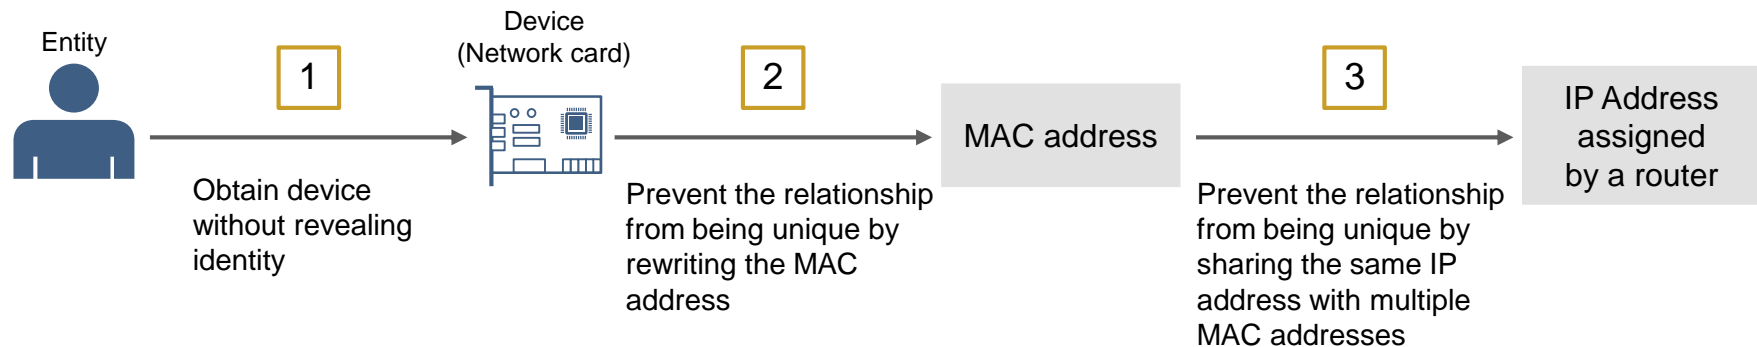 Entity
1
Obtain device
without revealing
identity
Device
(Network card)
2
Prevent the relationship
from being unique by
rewriting the MAC
address
MAC address
3
Prevent the relationship
from being unique by
sharing the same IP
address with multiple
MAC addresses
IP Address
assigned
by a router